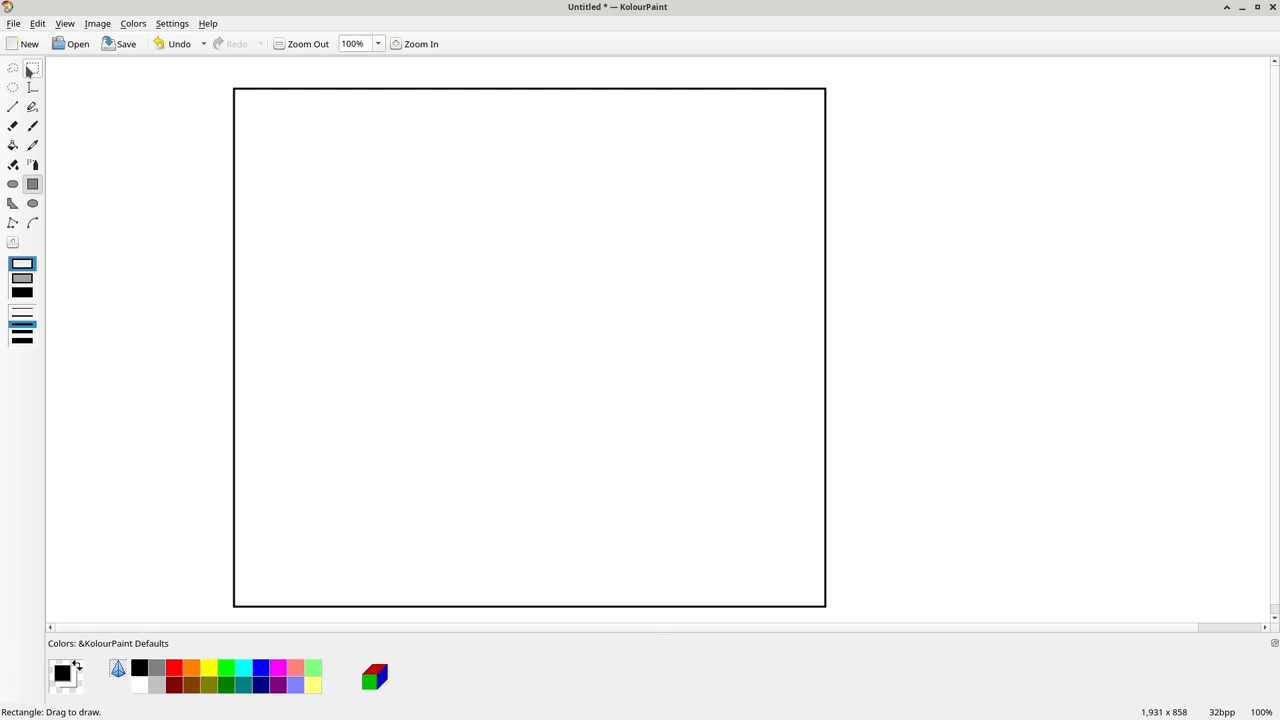 Untitled * — KolourPaint
File Edit View Image Colors Settings Help
New Open Save Undo Redo Zoom Out 100% Zoom In
Colors: &KolourPaint Defaults
Rectangle: Drag to draw. 1,931 x 858 32bpp 100%